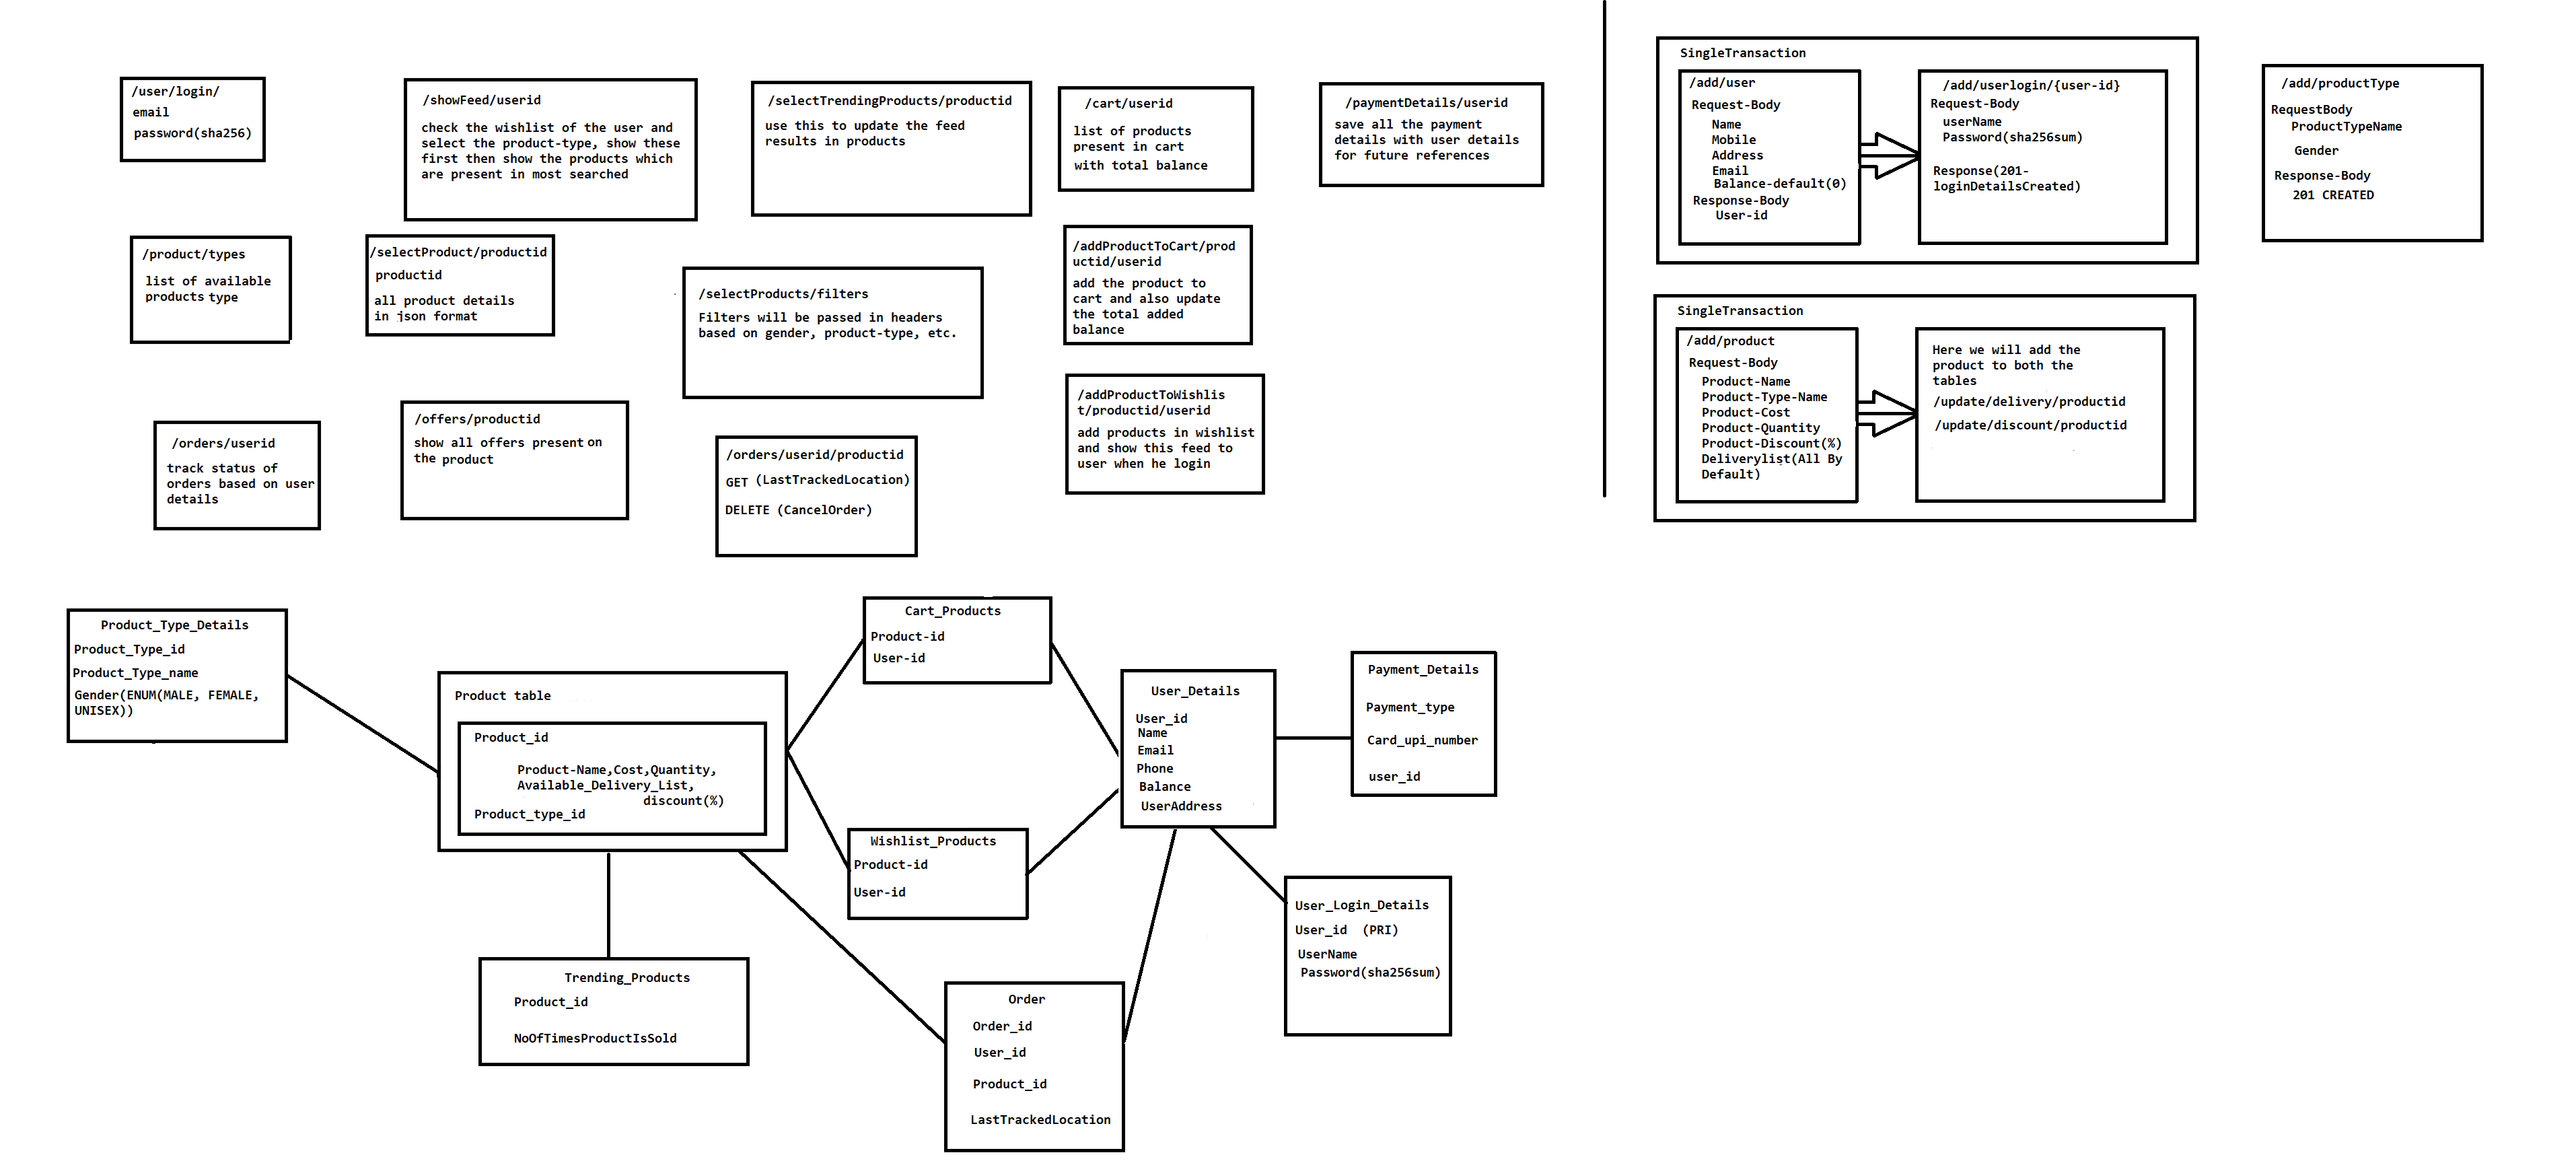 /user/login/
email
password(sha256)
/showFeed/userid
check the wishlist of the user and
select the product-type, show these
first then show the products which
are present in most searched
/selectTrendingProducts/productid
use this to update the feed
results in products
/cart/userid
list of products
present in cart
with total balance
/paymentDetails/userid
save all the payment
details with user details
for future references
/product/types
list of available
products type
/selectProduct/productid
productid
all product details
in json format
/selectProducts/filters
Filters will be passed in headers
based on gender, product-type, etc.
/addProductToCart/prod
uctid/userid
add the product to
cart and also update
the total added
balance
/orders/userid
track status of
orders based on user
details
/offers/productid
show all offers present on
the product
/orders/userid/productid
GET (LastTrackedLocation)
DELETE (CancelOrder)
/addProductToWishlis
t/productid/userid
add products in wishlist
and show this feed to
user when he login
SingleTransaction
/add/user
Request-Body
Name
Mobile
Address
Email
Balance-default(0)
Response-Body
User-id
/add/userlogin/{user-id}
Request-Body
userName
Password(sha256sum)
Response(201-
loginDetailsCreated)
/add/productType
RequestBody
ProductTypeName
Gender
Response-Body
201 CREATED
SingleTransaction
/add/product
Request-Body
Product-Name
Product-Type-Name
Product-Cost
Product-Quantity
Product-Discount(%)
Deliverylist(All By
Default)
Here we will add the
product to both the
tables
/update/delivery/productid
/update/discount/productid
Product_Type_Details
Product_Type_id
Product_Type_name
Gender(ENUM(MALE, FEMALE,
UNISEX))
Product table
Product_id
Product-Name,Cost,Quantity,
Available_Delivery_List,
discount(%)
Product_type_id
Cart_Products
Product-id
User-id
Wishlist_Products
Product-id
User-id
User_Details
User_id
Name
Email
Phone
Balance
UserAddress
Payment_Details
Payment_type
Card_upi_number
user_id
User_Login_Details
User_id (PRI)
UserName
Password(sha256sum)
Trending_Products
Product_id
NoOfTimesProductIsSold
Order
Order_id
User_id
Product_id
LastTrackedLocation